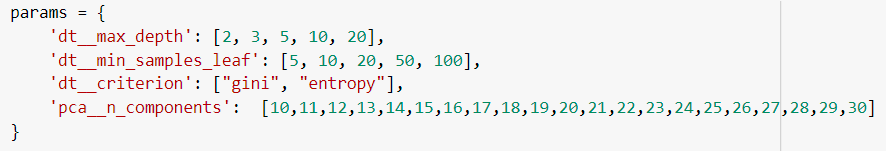 params = {
    'dt__max_depth': [2, 3, 5, 10, 20],
    'dt__min_samples_leaf': [5, 10, 20, 50, 100],
    'dt__criterion': ["gini", "entropy"],
    'pca__n_components':  [10,11,12,13,14,15,16,17,18,19,20,21,22,23,24,25,26,27,28,29,30]
}